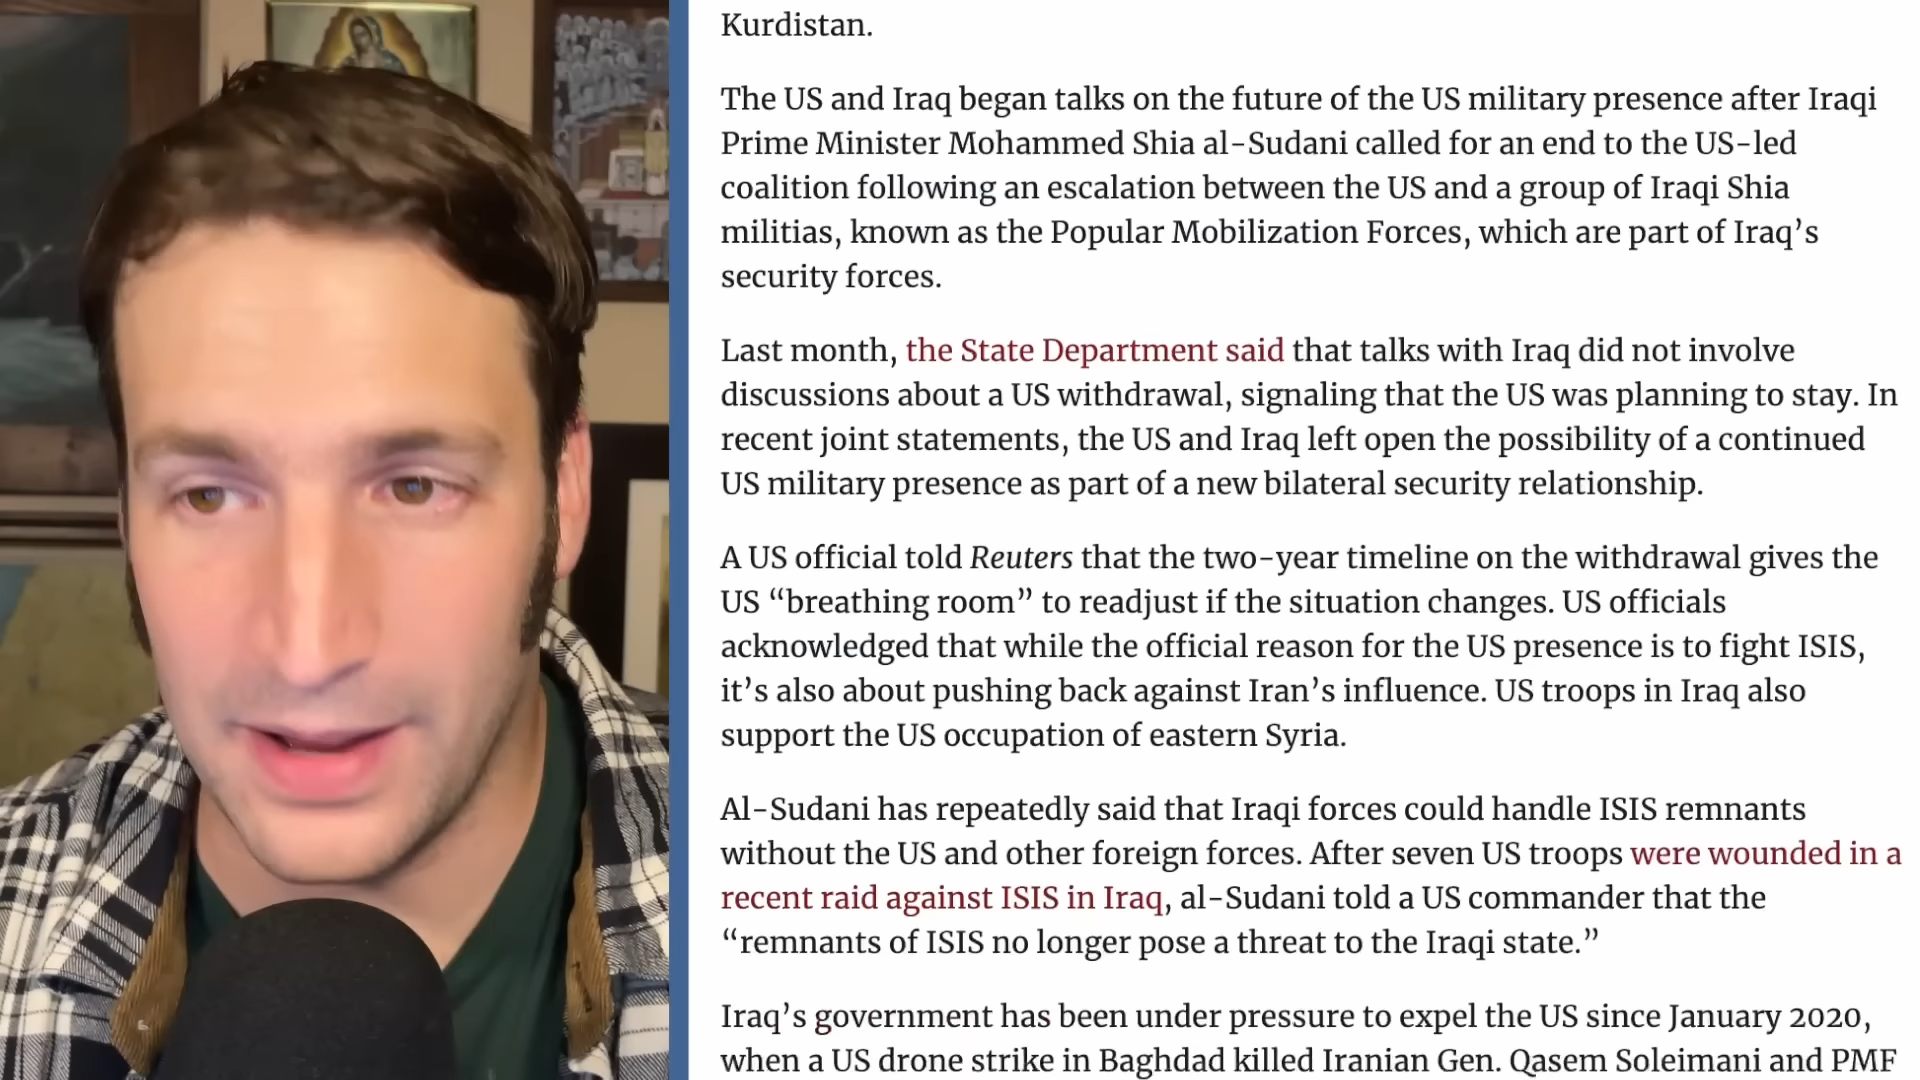 Kurdistan.
The US and Iraq began talks on the future of the US military presence after Iraqi
Prime Minister Mohammed Shia al-Sudani called for an end to the US-led
coalition following an escalation between the US and a group of Iraqi Shia
militias, known as the Popular Mobilization Forces, which are part of Iraq’s
security forces.
Last month, the State Department said that talks with Iraq did not involve
discussions about a US withdrawal, signaling that the US was planning to stay. In
recent joint statements, the US and Iraq left open the possibility of a continued
US military presence as part of a new bilateral security relationship.
A US official told Reuters that the two-year timeline on the withdrawal gives the
US “breathing room” to readjust if the situation changes. US officials
acknowledged that while the official reason for the US presence is to fight ISIS,
it’s also about pushing back against Iran’s influence. US troops in Iraq also
support the US occupation of eastern Syria.
Al-Sudani has repeatedly said that Iraqi forces could handle ISIS remnants
without the US and other foreign forces. After seven US troops were wounded in a
recent raid against ISIS in Iraq, al-Sudani told a US commander that the
“remnants of ISIS no longer pose a threat to the Iraqi state.”
Iraq’s government has been under pressure to expel the US since January 2020,
when a US drone strike in Baghdad killed Iranian Gen. Qasem Soleimani and PMF